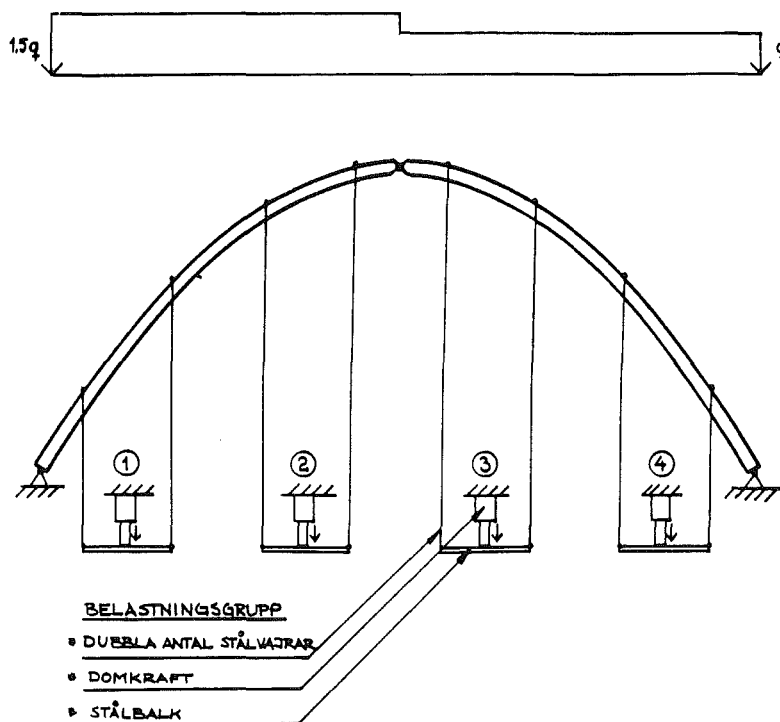 1.5q
q
1
2
3
4
BELASTNINGSGRUPP
▪ DUBBLA ANTAL STÅLVAJRAR
▪ DOMKRAFT
▪ STÅLBALK